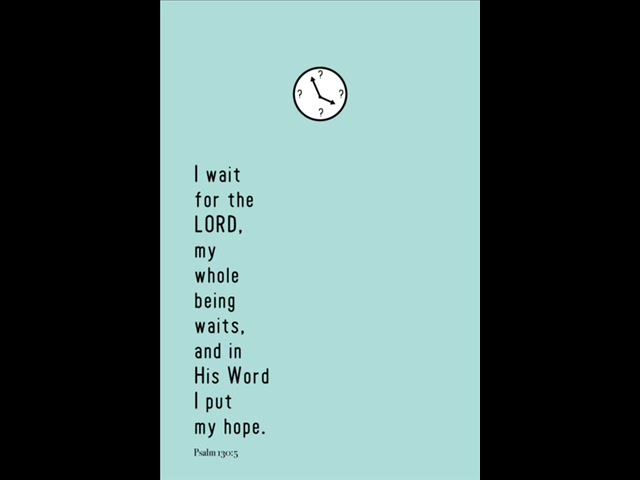 ?
? ?
?
I wait
for the
LORD,
my
whole
being
waits,
and in
His Word
I put
my hope.
Psalm 130:5